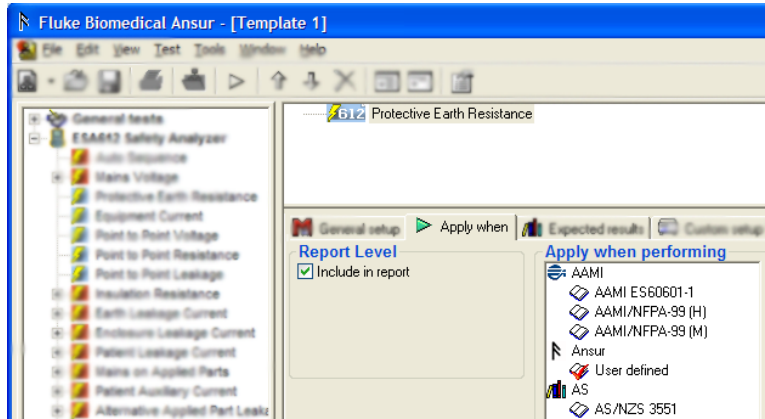 Fluke Biomedical Ansur - [Template 1]
File Edit View Test Tools Window Help
General tests
ESA612 Safety Analyzer
Auto Sequence
Mains Voltage
Protective Earth Resistance
Equipment Current
Point to Point Voltage
Point to Point Resistance
Point to Point Leakage
Insulation Resistance
Earth Leakage Current
Enclosure Leakage Current
Patient Leakage Current
Mains on Applied Parts
Patient Auxiliary Current
Alternative Applied Part Leaka
612 Protective Earth Resistance
General setup Apply when Expected results Custom setup
Report Level
Include in report
Apply when performing
AAMI
AAMI ES60601-1
AAMI/NFPA-99 (H)
AAMI/NFPA-99 (M)
Ansur
User defined
AS
AS/NZS 3551